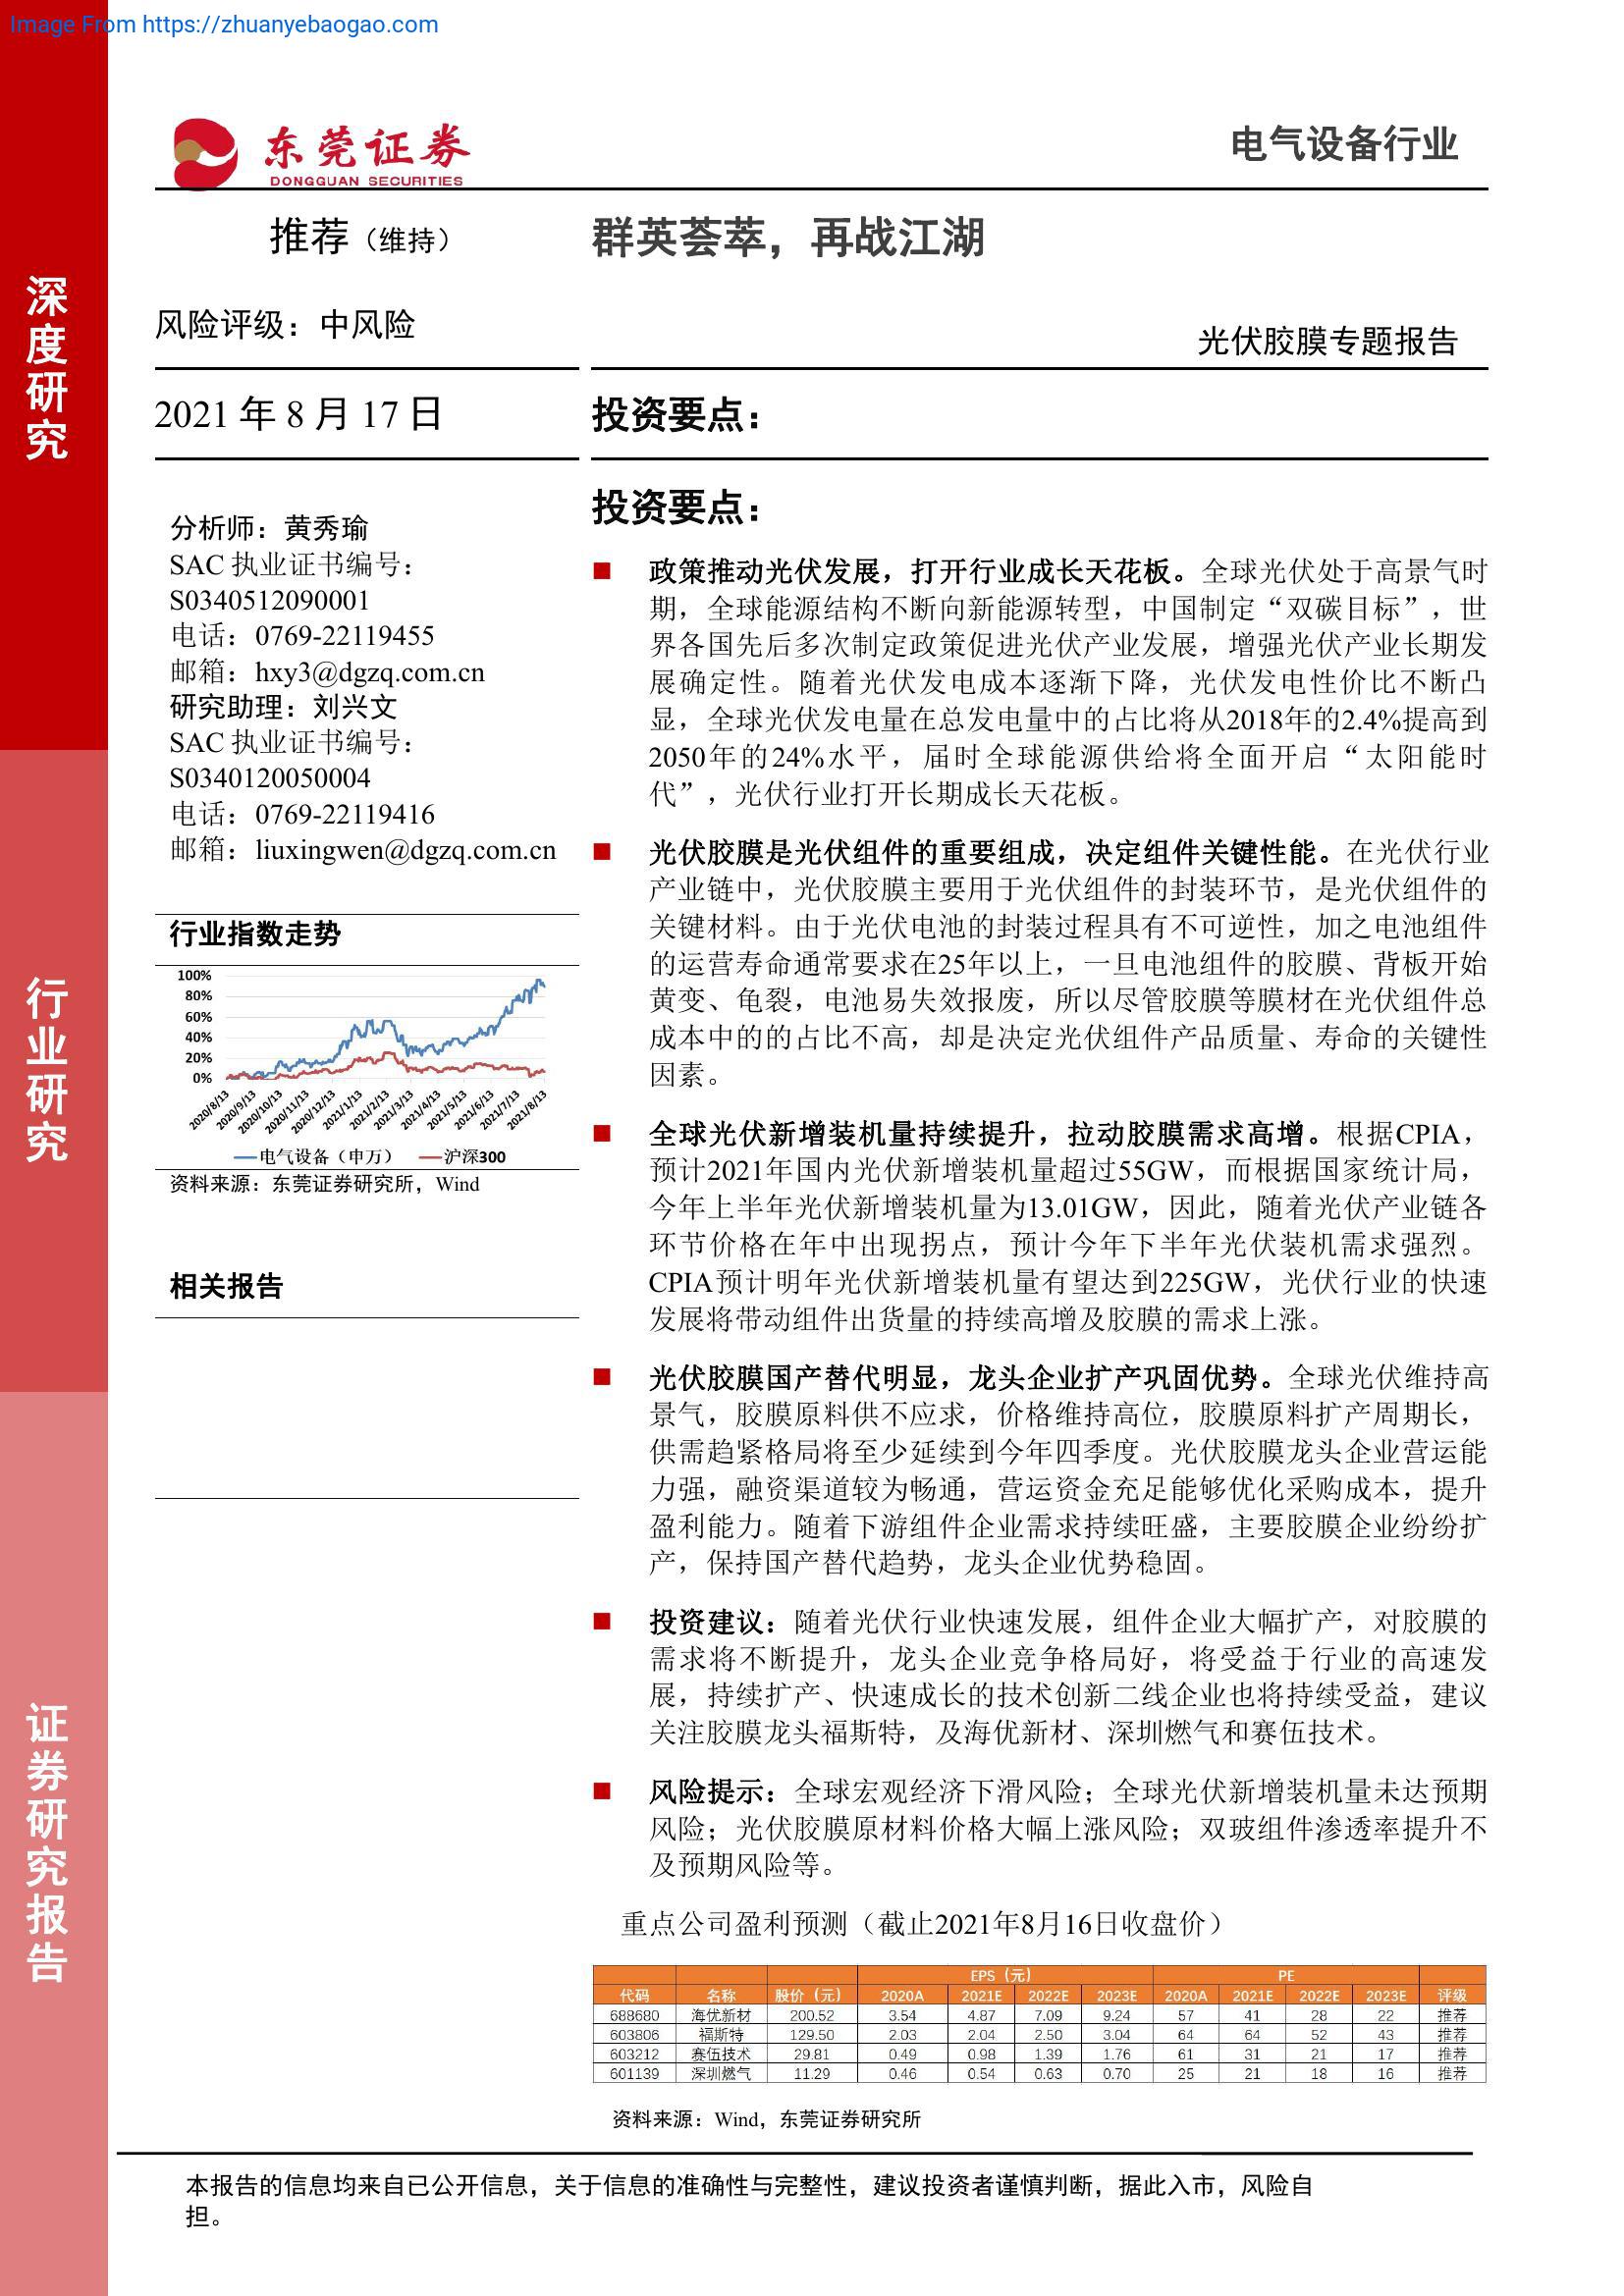 Image From https://zhuanyebaogao.com
深度研究
行业研究
证券研究报告
东莞证券
DONGGUAN SECURITIES
电气设备行业
推荐（维持）
群英荟萃，再战江湖
风险评级：中风险
光伏胶膜专题报告
2021 年 8 月 17 日
投资要点：
分析师：黄秀瑜
SAC 执业证书编号：
S0340512090001
电话：0769-22119455
邮箱：hxy3@dgzq.com.cn
研究助理：刘兴文
SAC 执业证书编号：
S0340120050004
电话：0769-22119416
邮箱：liuxingwen@dgzq.com.cn
行业指数走势
100%
80%
60%
40%
20%
0%
2020/8/13
2020/9/13
2020/10/13
2020/11/13
2020/12/13
2021/1/13
2021/2/13
2021/3/13
2021/4/13
2021/5/13
2021/6/13
2021/7/13
2021/8/13
电气设备（申万） 沪深300
资料来源：东莞证券研究所，Wind
相关报告
投资要点：
政策推动光伏发展，打开行业成长天花板。全球光伏处于高景气时
期，全球能源结构不断向新能源转型，中国制定“双碳目标”，世
界各国先后多次制定政策促进光伏产业发展，增强光伏产业长期发
展确定性。随着光伏发电成本逐渐下降，光伏发电性价比不断凸
显，全球光伏发电量在总发电量中的占比将从2018年的2.4%提高到
2050年的24%水平，届时全球能源供给将全面开启“太阳能时
代”，光伏行业打开长期成长天花板。
光伏胶膜是光伏组件的重要组成，决定组件关键性能。在光伏行业
产业链中，光伏胶膜主要用于光伏组件的封装环节，是光伏组件的
关键材料。由于光伏电池的封装过程具有不可逆性，加之电池组件
的运营寿命通常要求在25年以上，一旦电池组件的胶膜、背板开始
黄变、龟裂，电池易失效报废，所以尽管胶膜等膜材在光伏组件总
成本中的的占比不高，却是决定光伏组件产品质量、寿命的关键性
因素。
全球光伏新增装机量持续提升，拉动胶膜需求高增。根据CPIA，
预计2021年国内光伏新增装机量超过55GW，而根据国家统计局，
今年上半年光伏新增装机量为13.01GW，因此，随着光伏产业链各
环节价格在年中出现拐点，预计今年下半年光伏装机需求强烈。
CPIA预计明年光伏新增装机量有望达到225GW，光伏行业的快速
发展将带动组件出货量的持续高增及胶膜的需求上涨。
光伏胶膜国产替代明显，龙头企业扩产巩固优势。全球光伏维持高
景气，胶膜原料供不应求，价格维持高位，胶膜原料扩产周期长，
供需趋紧格局将至少延续到今年四季度。光伏胶膜龙头企业营运能
力强，融资渠道较为畅通，营运资金充足能够优化采购成本，提升
盈利能力。随着下游组件企业需求持续旺盛，主要胶膜企业纷纷扩
产，保持国产替代趋势，龙头企业优势稳固。
投资建议：随着光伏行业快速发展，组件企业大幅扩产，对胶膜的
需求将不断提升，龙头企业竞争格局好，将受益于行业的高速发
展，持续扩产、快速成长的技术创新二线企业也将持续受益，建议
关注胶膜龙头福斯特，及海优新材、深圳燃气和赛伍技术。
风险提示：全球宏观经济下滑风险；全球光伏新增装机量未达预期
风险；光伏胶膜原材料价格大幅上涨风险；双玻组件渗透率提升不
及预期风险等。
重点公司盈利预测（截止2021年8月16日收盘价）
EPS（元） PE
代码 名称 股价（元） 2020A 2021E 2022E 2023E 2020A 2021E 2022E 2023E 评级
688680 海优新材 200.52 3.54 4.87 7.09 9.24 57 41 28 22 推荐
603806 福斯特 129.50 2.03 2.04 2.50 3.04 64 64 52 43 推荐
603212 赛伍技术 29.81 0.49 0.98 1.39 1.76 61 31 21 17 推荐
601139 深圳燃气 11.29 0.46 0.54 0.63 0.70 25 21 18 16 推荐
资料来源：Wind，东莞证券研究所
本报告的信息均来自已公开信息，关于信息的准确性与完整性，建议投资者谨慎判断，据此入市，风险自
担。